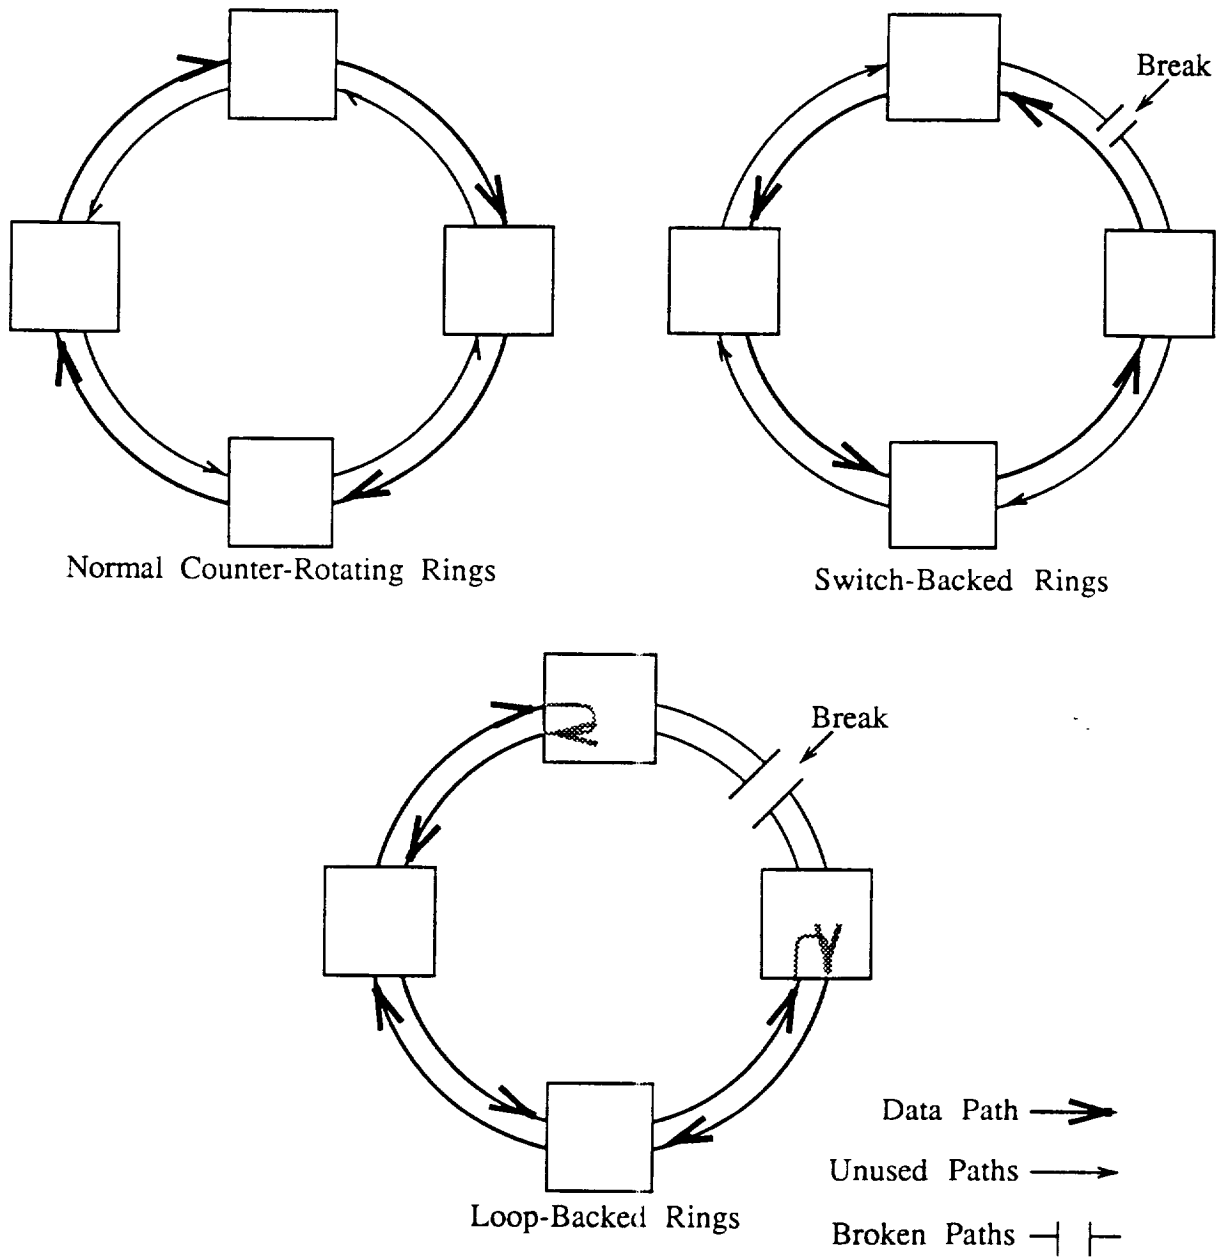 Break
Normal Counter-Rotating Rings
Switch-Backed Rings
Break
Loop-Backed Rings
Data Path
Unused Paths
Broken Paths